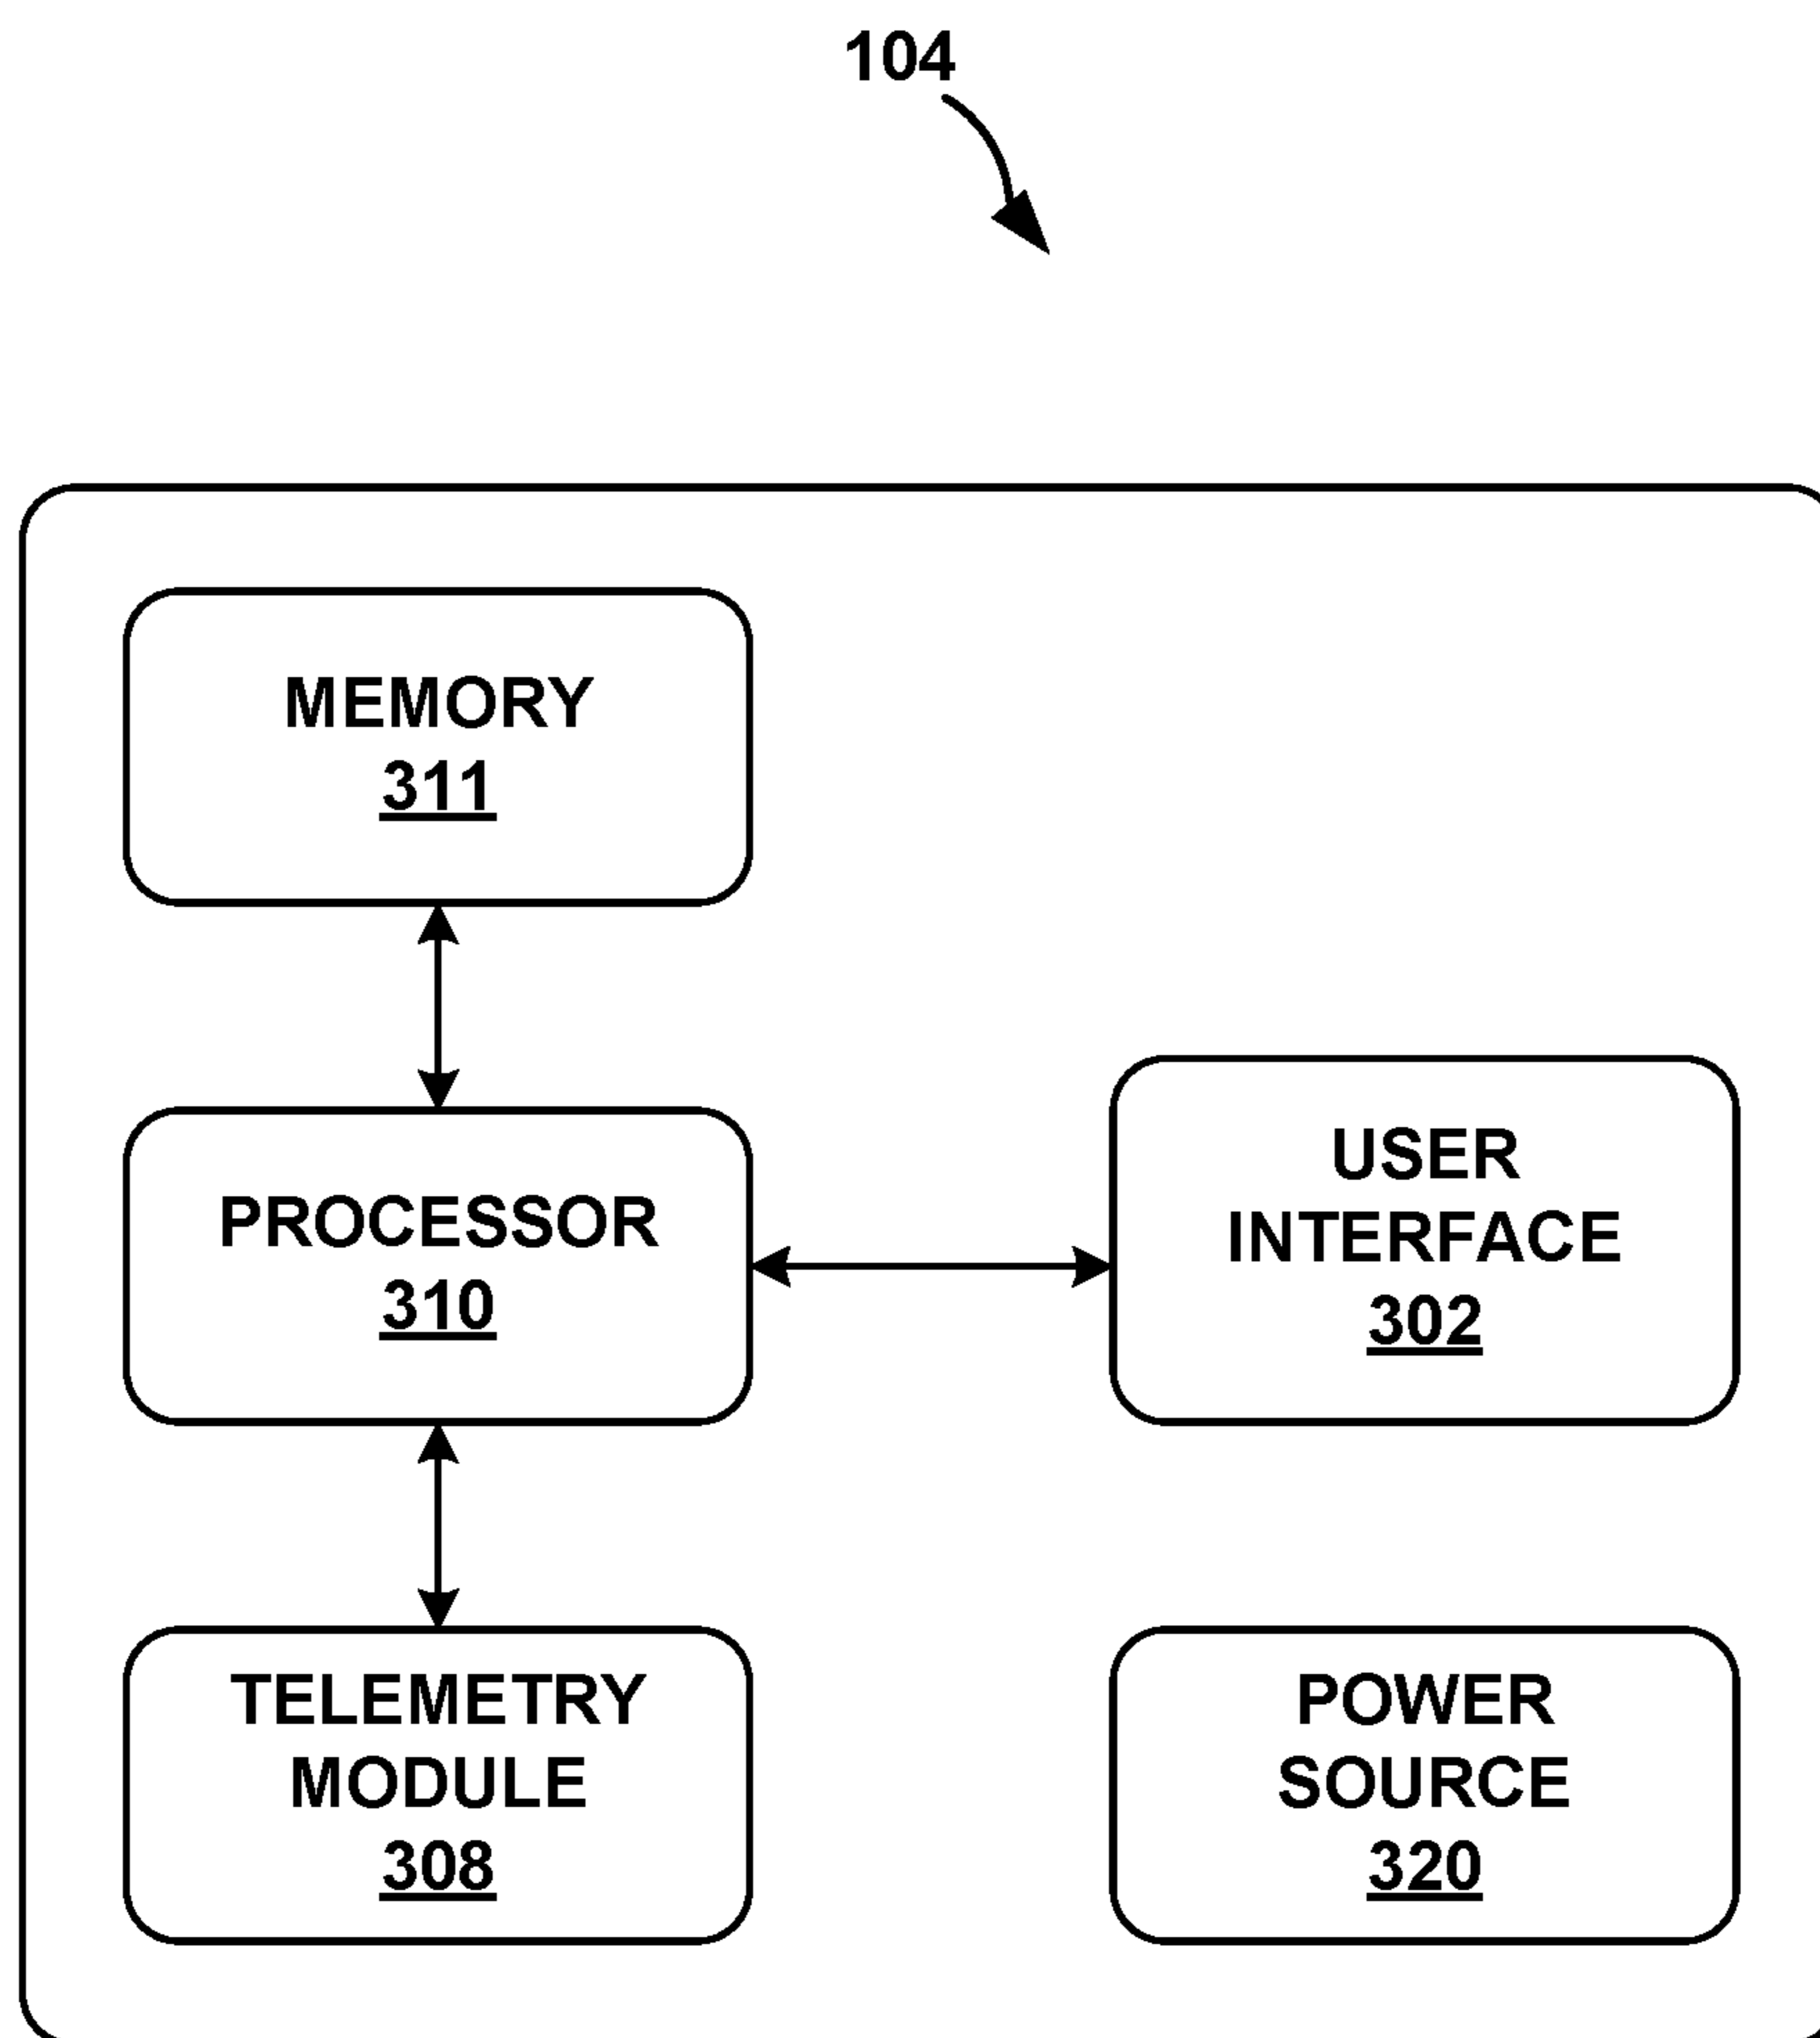 104
MEMORY
311
PROCESSOR
310
USER
INTERFACE
302
TELEMETRY
MODULE
308
POWER
SOURCE
320